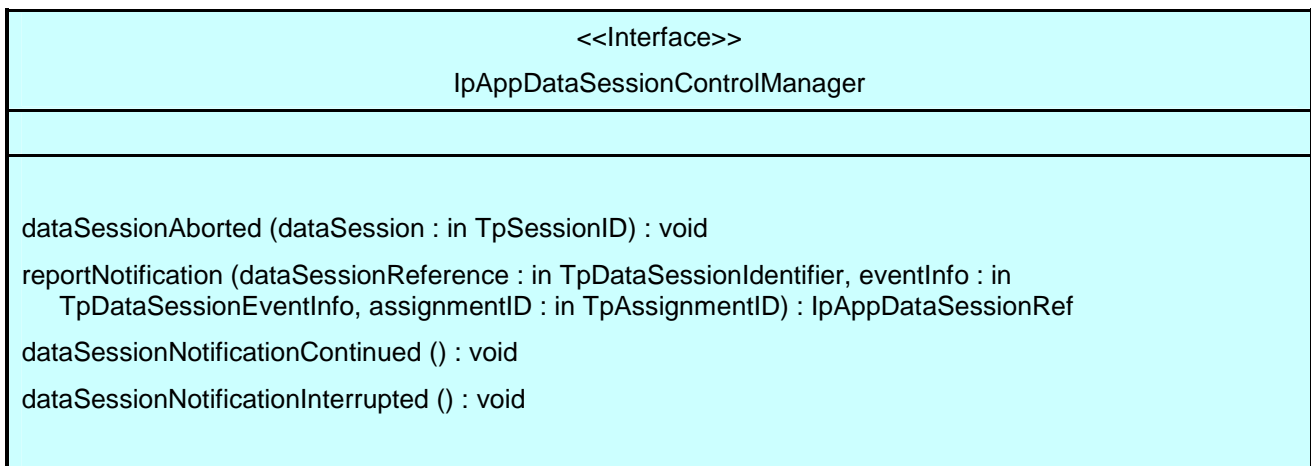 <<Interface>>
IpAppDataSessionControlManager
dataSessionAborted (dataSession : in TpSessionID) : void
reportNotification (dataSessionReference : in TpDataSessionIdentifier, eventInfo : in
TpDataSessionEventInfo, assignmentID : in TpAssignmentID) : IpAppDataSessionRef
dataSessionNotificationContinued () : void
dataSessionNotificationInterrupted () : void